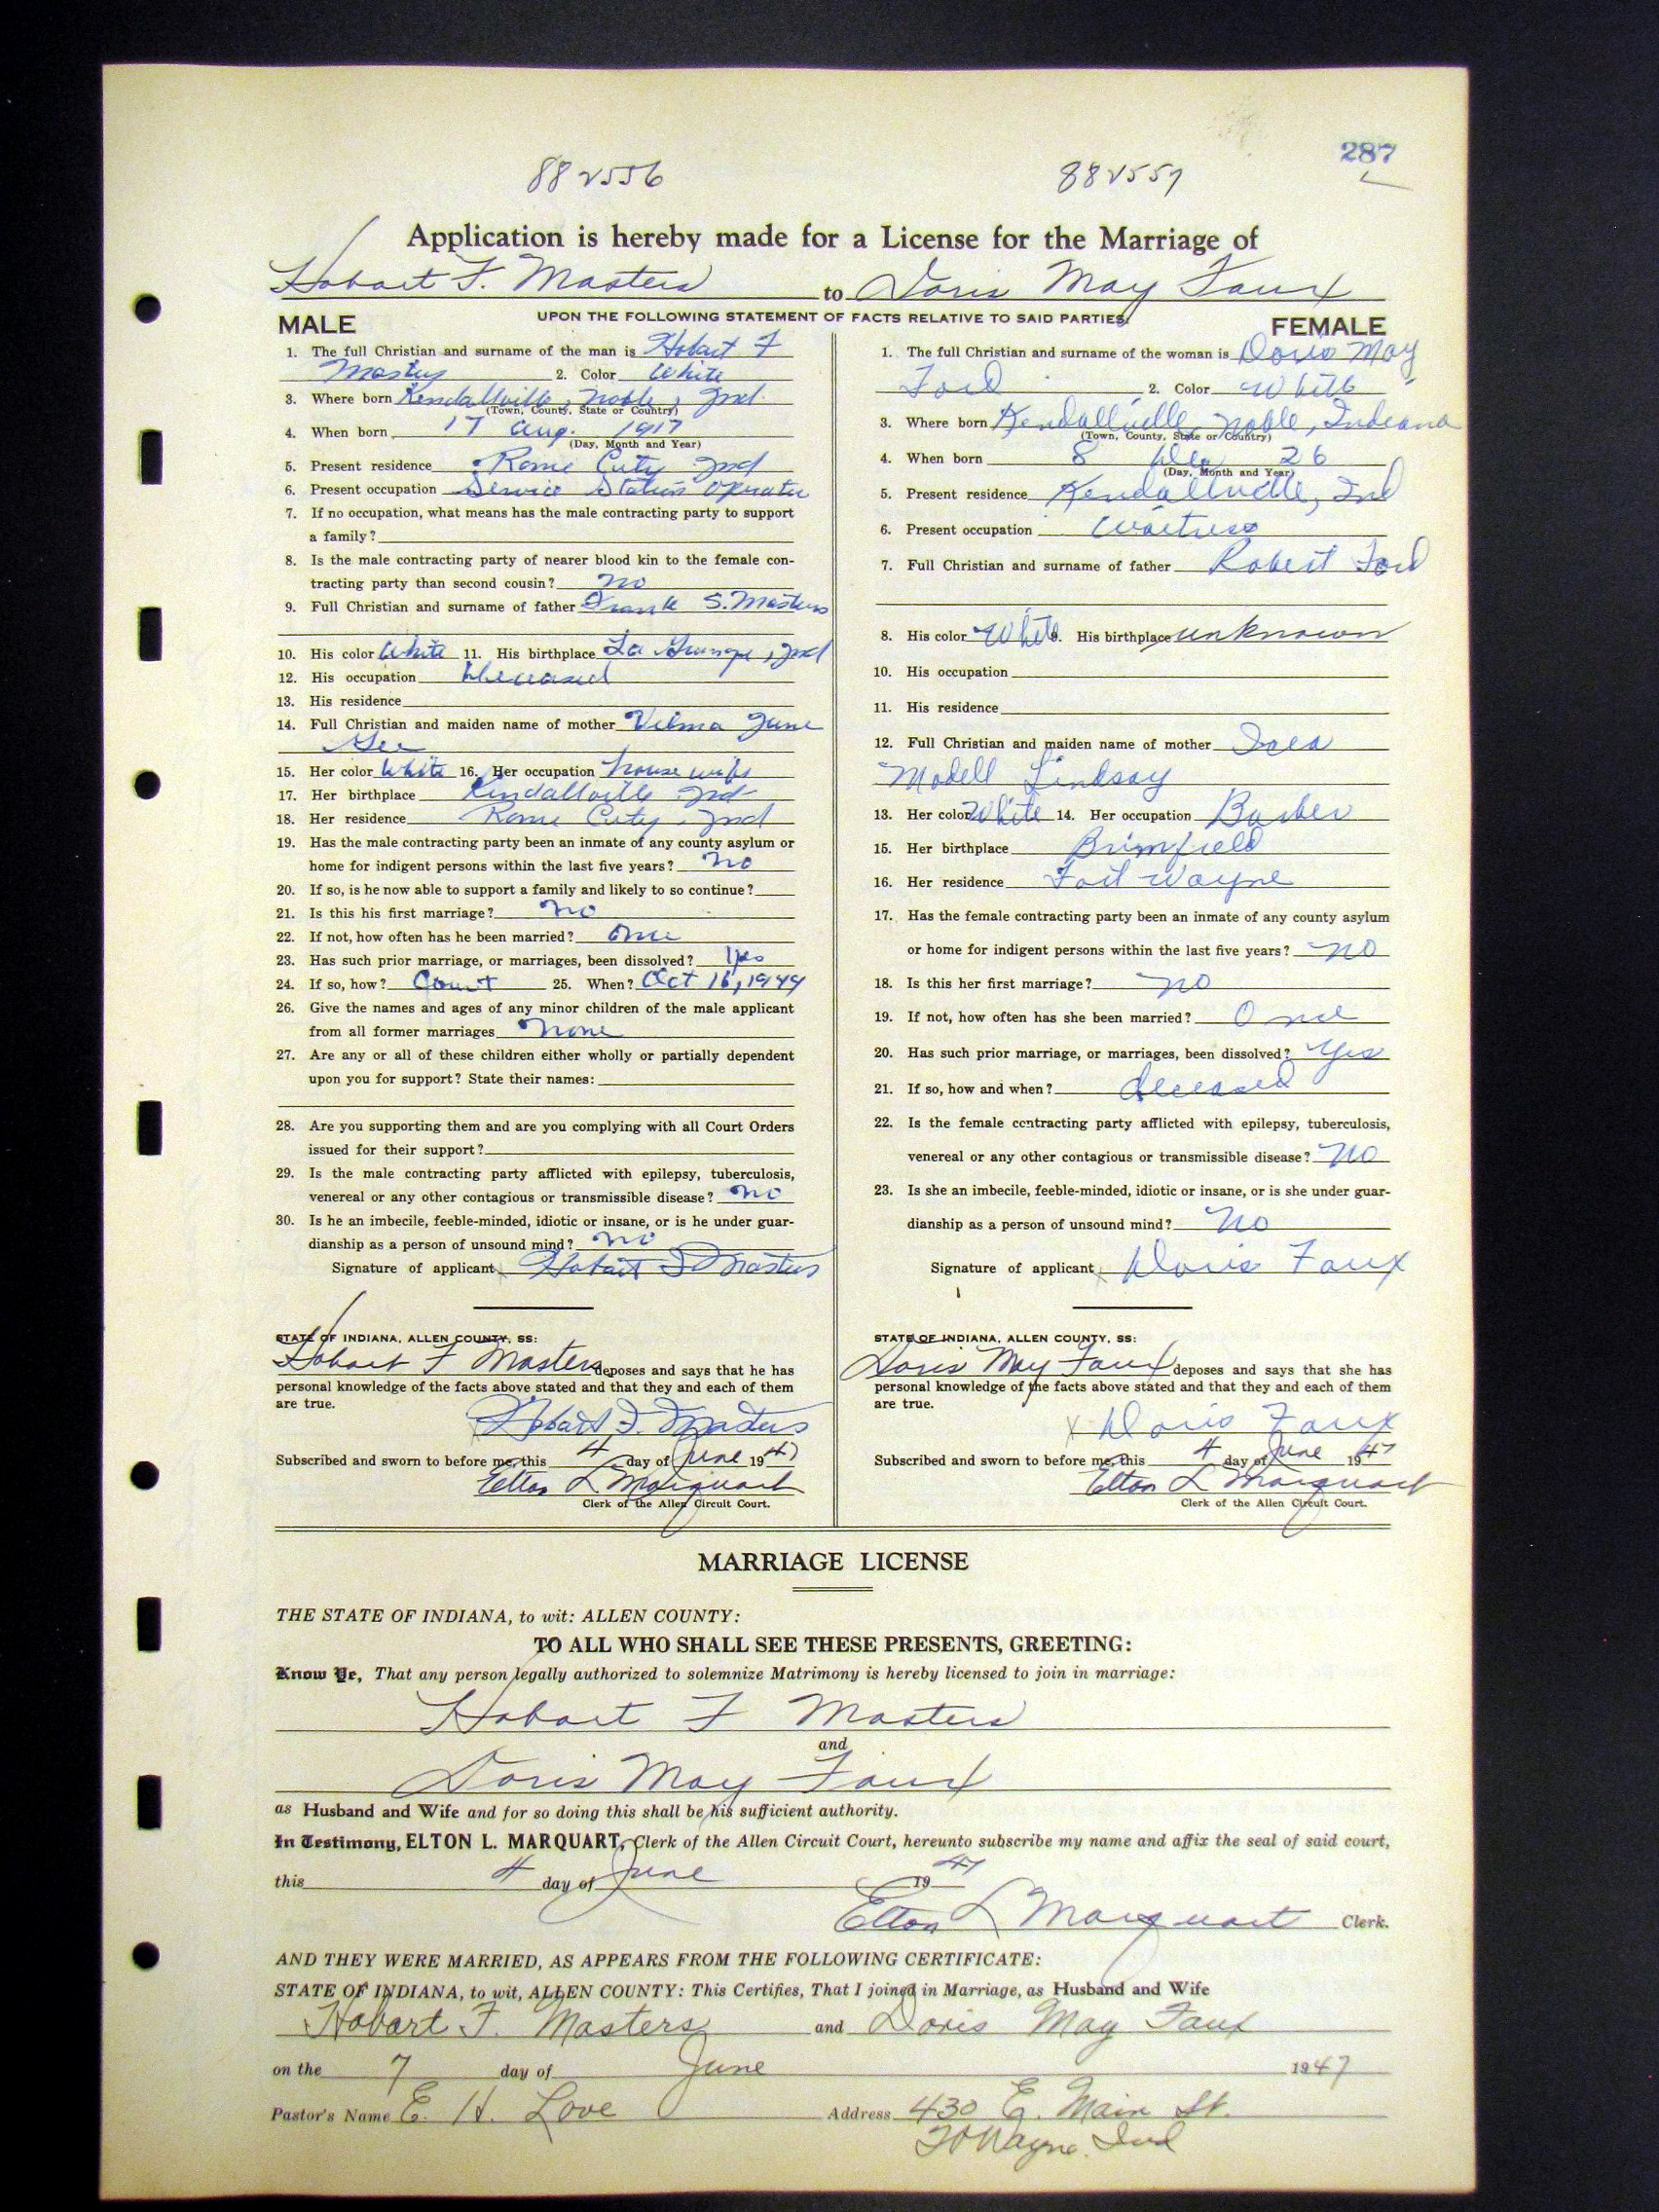 287
882556 882557
Application is hereby made for a License for the Marriage of
Hobart F. Masters to Doris May Faux
UPON THE FOLLOWING STATEMENT OF FACTS RELATIVE TO SAID PARTIES:
MALE
1. The full Christian and surname of the man is Hobart F
Masters 2. Color White
3. Where born Kendallville, Noble, Ind.
(Town, County, State or Country)
4. When born 17 Aug. 1917
(Day, Month and Year)
5. Present residence Rome City Ind
6. Present occupation Service Station Operator
7. If no occupation, what means has the male contracting party to support
a family?
8. Is the male contracting party of nearer blood kin to the female con-
tracting party than second cousin? No
9. Full Christian and surname of father Frank S. Masters
10. His color White 11. His birthplace La Grange, Ind
12. His occupation Deceased
13. His residence
14. Full Christian and maiden name of mother Velma June
Gee
15. Her color White 16. Her occupation house wife
17. Her birthplace Kendallville Ind
18. Her residence Rome City, Ind
19. Has the male contracting party been an inmate of any county asylum or
home for indigent persons within the last five years? No
20. If so, is he now able to support a family and likely to so continue?
21. Is this his first marriage? No
22. If not, how often has he been married? Once
23. Has such prior marriage, or marriages, been dissolved? Yes
24. If so, how? Court 25. When? Oct 16, 1944
26. Give the names and ages of any minor children of the male applicant
from all former marriages None
27. Are any or all of these children either wholly or partially dependent
upon you for support? State their names:
28. Are you supporting them and are you complying with all Court Orders
issued for their support?
29. Is the male contracting party afflicted with epilepsy, tuberculosis,
venereal or any other contagious or transmissible disease? No
30. Is he an imbecile, feeble-minded, idiotic or insane, or is he under guar-
dianship as a person of unsound mind? No
Signature of applicant Hobart F Masters
STATE OF INDIANA, ALLEN COUNTY, SS:
Hobart F Masters deposes and says that he has
personal knowledge of the facts above stated and that they and each of them
are true.
Hobart F. Masters
Subscribed and sworn to before me, this 4 day of June 1947
Elton L Marquart
Clerk of the Allen Circuit Court.
FEMALE
1. The full Christian and surname of the woman is Doris May
Ford 2. Color White
3. Where born Kendallville, Noble, Indiana
(Town, County, State or Country)
4. When born 8 Dec 26
(Day, Month and Year)
5. Present residence Kendallville, Ind
6. Present occupation Waitress
7. Full Christian and surname of father Robert Ford
8. His color White 9. His birthplace unknown
10. His occupation
11. His residence
12. Full Christian and maiden name of mother
Modell Lindsay
13. Her color White 14. Her occupation Barber
15. Her birthplace Brimfield
16. Her residence Fort Wayne
17. Has the female contracting party been an inmate of any county asylum
or home for indigent persons within the last five years? No
18. Is this her first marriage? No
19. If not, how often has she been married? Once
20. Has such prior marriage, or marriages, been dissolved? Yes
21. If so, how and when? deceased
22. Is the female contracting party afflicted with epilepsy, tuberculosis,
venereal or any other contagious or transmissible disease? No
23. Is she an imbecile, feeble-minded, idiotic or insane, or is she under guar-
dianship as a person of unsound mind? No
Signature of applicant Doris Faux
STATE OF INDIANA, ALLEN COUNTY, SS:
Doris May Faux deposes and says that she has
personal knowledge of the facts above stated and that they and each of them
are true.
x Doris Faux
Subscribed and sworn to before me, this 4 day of June 1947
Elton L Marquart
Clerk of the Allen Circuit Court.
MARRIAGE LICENSE
THE STATE OF INDIANA, to wit: ALLEN COUNTY:
TO ALL WHO SHALL SEE THESE PRESENTS, GREETING:
Know Ye, That any person legally authorized to solemnize Matrimony is hereby licensed to join in marriage:
Hobart F Masters
and
Doris May Faux
as Husband and Wife and for so doing this shall be his sufficient authority.
In Testimony, ELTON L. MARQUART, Clerk of the Allen Circuit Court, hereunto subscribe my name and affix the seal of said court,
this 4 day of June 1947
Elton L Marquart Clerk.
AND THEY WERE MARRIED, AS APPEARS FROM THE FOLLOWING CERTIFICATE:
STATE OF INDIANA, to wit, ALLEN COUNTY: This Certifies, That I joined in Marriage, as Husband and Wife
Hobart F. Masters and Doris May Faux
on the 7 day of June 1947
Pastor's Name E. H. Love Address 430 E. Main St.
Ft Wayne. Ind